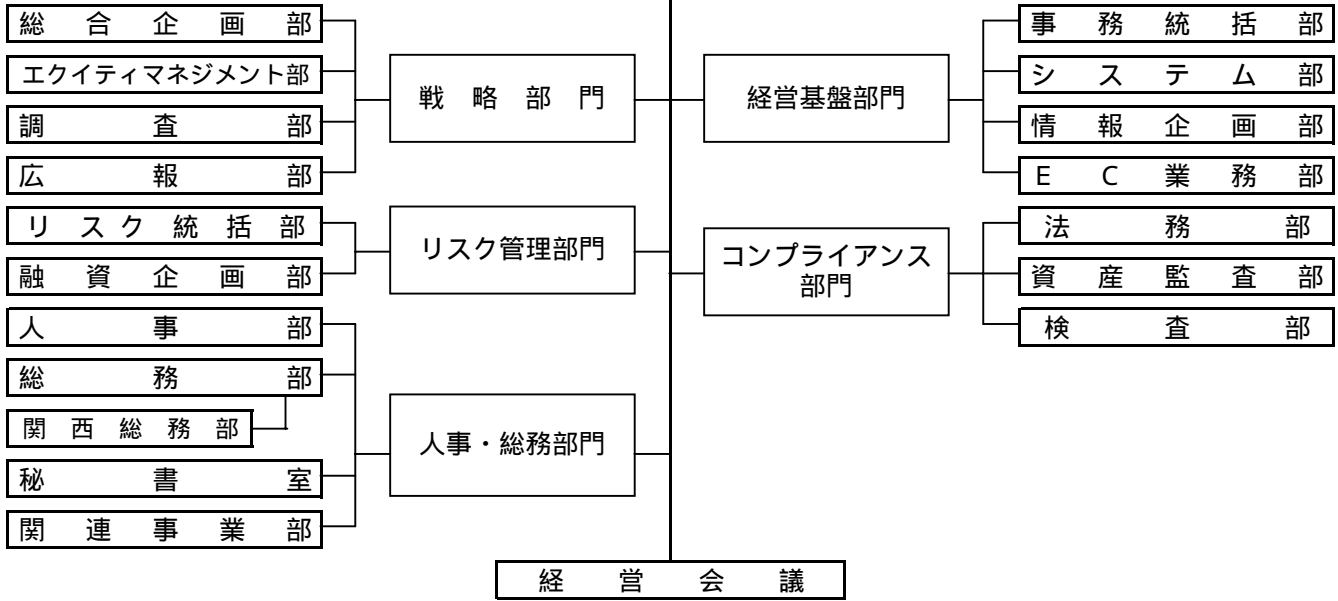 総合企画部
エクイティマネジメント部
調査部
広報部
戦略部門
リスク統括部
融資企画部
リスク管理部門
人事部
総務部
関西総務部
秘書室
関連事業部
人事・総務部門
経営基盤部門
事務統括部
システム部
情報企画部
EC業務部
コンプライアンス
部門
法務部
資産監査部
検査部
経営会議